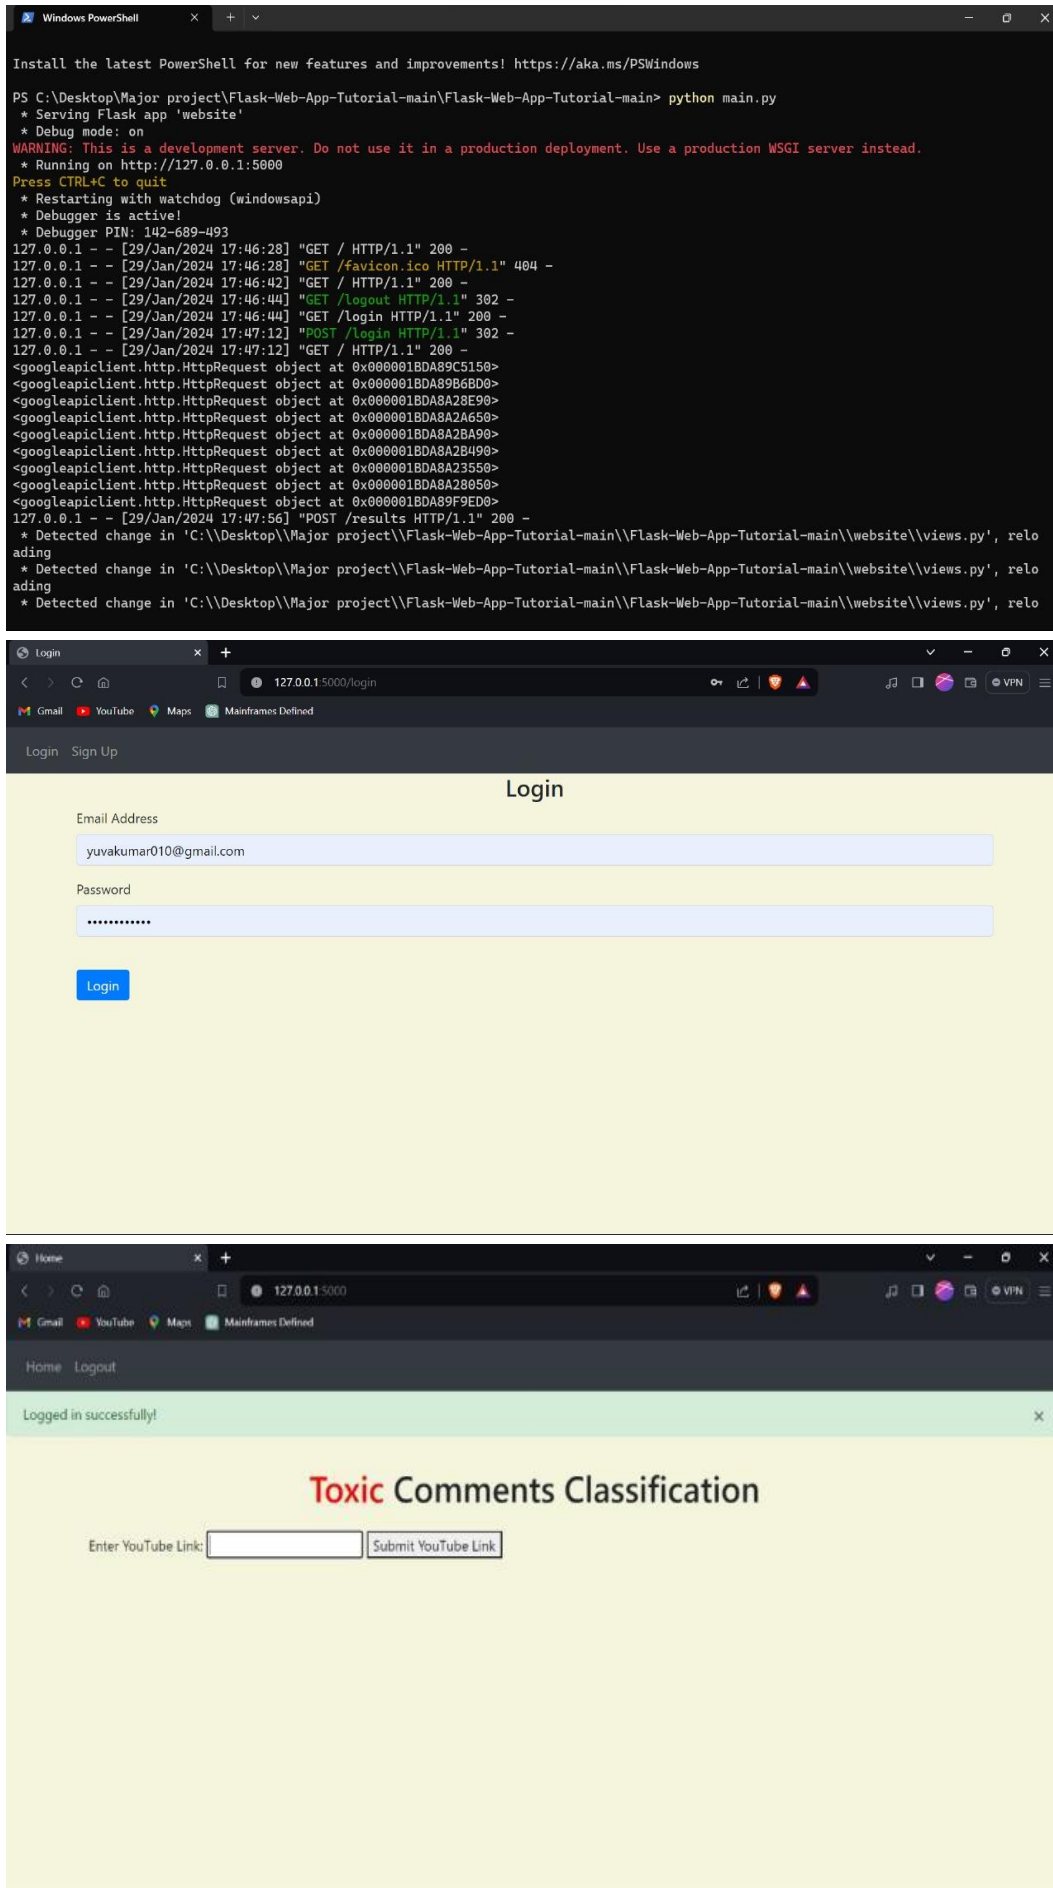 Windows PowerShell
Install the latest PowerShell for new features and improvements! https://aka.ms/PSWindows
PS C:\Desktop\Major project\Flask-Web-App-Tutorial-main\Flask-Web-App-Tutorial-main> python main.py
* Serving Flask app 'website'
* Debug mode: on
WARNING: This is a development server. Do not use it in a production deployment. Use a production WSGI server instead.
* Running on http://127.0.0.1:5000
Press CTRL+C to quit
* Restarting with watchdog (windowsapi)
* Debugger is active!
* Debugger PIN: 142-689-493
127.0.0.1 - - [29/Jan/2024 17:46:28] "GET / HTTP/1.1" 200 -
127.0.0.1 - - [29/Jan/2024 17:46:28] "GET /favicon.ico HTTP/1.1" 404 -
127.0.0.1 - - [29/Jan/2024 17:46:42] "GET / HTTP/1.1" 200 -
127.0.0.1 - - [29/Jan/2024 17:46:44] "GET /logout HTTP/1.1" 302 -
127.0.0.1 - - [29/Jan/2024 17:46:44] "GET /login HTTP/1.1" 200 -
127.0.0.1 - - [29/Jan/2024 17:47:12] "POST /login HTTP/1.1" 302 -
127.0.0.1 - - [29/Jan/2024 17:47:12] "GET / HTTP/1.1" 200 -
<googleapiclient.http.HttpRequest object at 0x000001BDA89C5150>
<googleapiclient.http.HttpRequest object at 0x000001BDA89B6BD0>
<googleapiclient.http.HttpRequest object at 0x000001BDA8A28E90>
<googleapiclient.http.HttpRequest object at 0x000001BDA8A2A650>
<googleapiclient.http.HttpRequest object at 0x000001BDA8A2BA90>
<googleapiclient.http.HttpRequest object at 0x000001BDA8A2B490>
<googleapiclient.http.HttpRequest object at 0x000001BDA8A23550>
<googleapiclient.http.HttpRequest object at 0x000001BDA8A28050>
<googleapiclient.http.HttpRequest object at 0x000001BDA89F9ED0>
127.0.0.1 - - [29/Jan/2024 17:47:56] "POST /results HTTP/1.1" 200 -
* Detected change in 'C:\\Desktop\\Major project\\Flask-Web-App-Tutorial-main\\Flask-Web-App-Tutorial-main\\website\\views.py', relo
ading
* Detected change in 'C:\\Desktop\\Major project\\Flask-Web-App-Tutorial-main\\Flask-Web-App-Tutorial-main\\website\\views.py', relo
ading
* Detected change in 'C:\\Desktop\\Major project\\Flask-Web-App-Tutorial-main\\Flask-Web-App-Tutorial-main\\website\\views.py', relo
Login
127.0.0.1:5000/login
VPN
Gmail YouTube Maps Mainframes Defined
Login Sign Up
Login
Email Address
yuvakumar010@gmail.com
Password
••••••••••••
Login
Home
127.0.0.1:5000
VPN
Gmail YouTube Maps Mainframes Defined
Home Logout
Logged in successfully! ×
Toxic Comments Classification
Enter YouTube Link: Submit YouTube Link